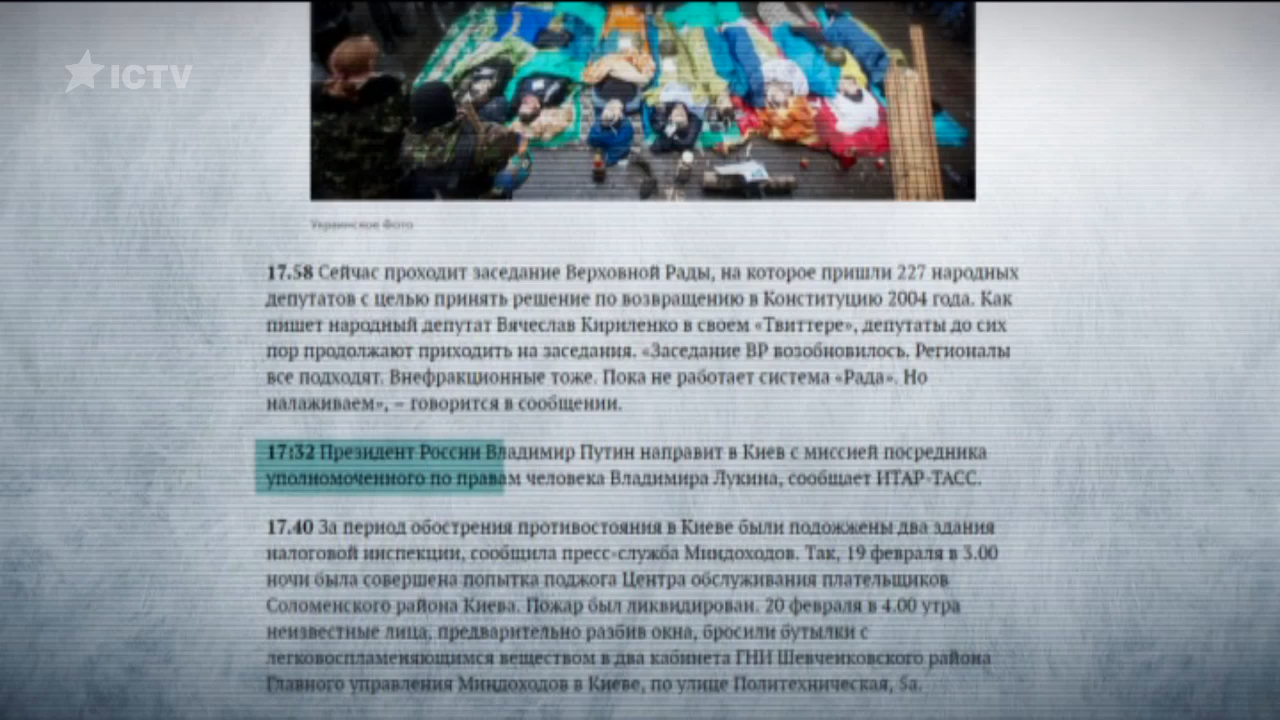 ICTV
Украинское Фото
17.58 Сейчас проходит заседание Верховной Рады, на которое пришли 227 народных
депутатов с целью принять решение по возвращению в Конституцию 2004 года. Как
пишет народный депутат Вячеслав Кириленко в своем «Твиттере», депутаты до сих
пор продолжают приходить на заседания. «Заседание ВР возобновилось. Регионалы
все подходят. Внефракционные тоже. Пока не работает система «Рада». Но
налаживаем», – говорится в сообщении.
17:32 Президент России Владимир Путин направит в Киев с миссией посредника
уполномоченного по правам человека Владимира Лукина, сообщает ИТАР-ТАСС.
17.40 За период обострения противостояния в Киеве были подожжены два здания
налоговой инспекции, сообщила пресс-служба Миндоходов. Так, 19 февраля в 3.00
ночи была совершена попытка поджога Центра обслуживания плательщиков
Соломенского района Киева. Пожар был ликвидирован. 20 февраля в 4.00 утра
неизвестные лица, предварительно разбив окна, бросили бутылки с
легковоспламеняющимся веществом в два кабинета ГНИ Шевченковского района
Главного управления Миндоходов в Киеве, по улице Политехническая, 5а.